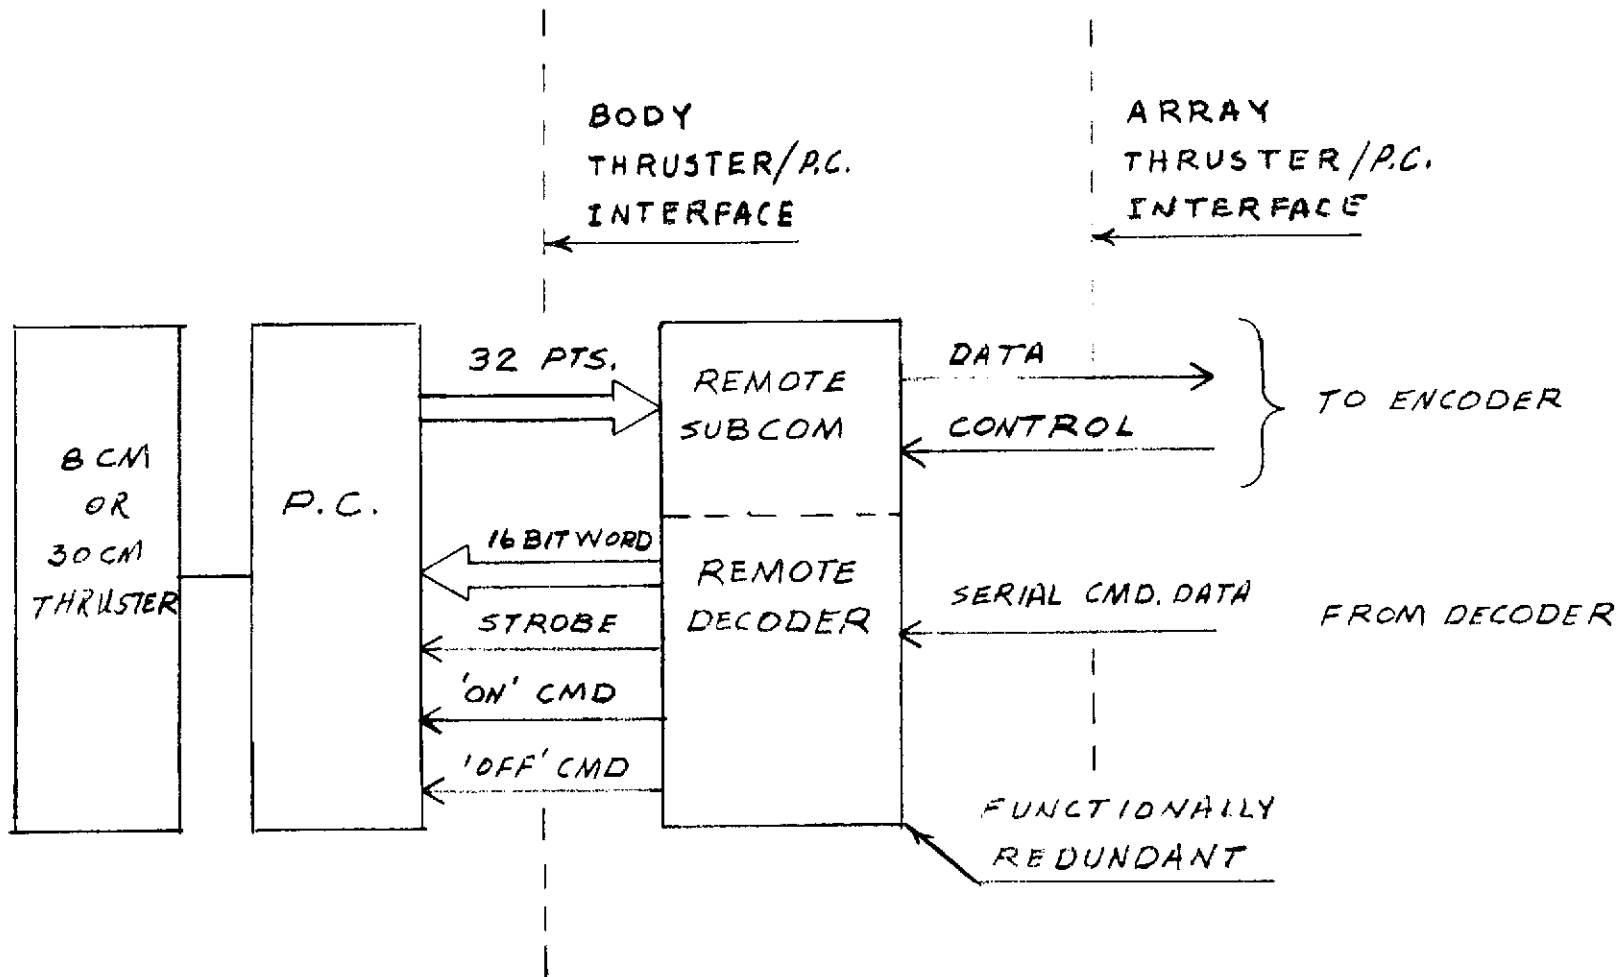 BODY
THRUSTER/P.C.
INTERFACE
ARRAY
THRUSTER/P.C.
INTERFACE
8 CM
OR
30 CM
THRUSTER
P.C.
32 PTS.
16 BIT WORD
STROBE
'ON' CMD
'OFF' CMD
REMOTE
SUBCOM
REMOTE
DECODER
DATA
CONTROL
TO ENCODER
SERIAL CMD. DATA
FROM DECODER
FUNCTIONALLY
REDUNDANT